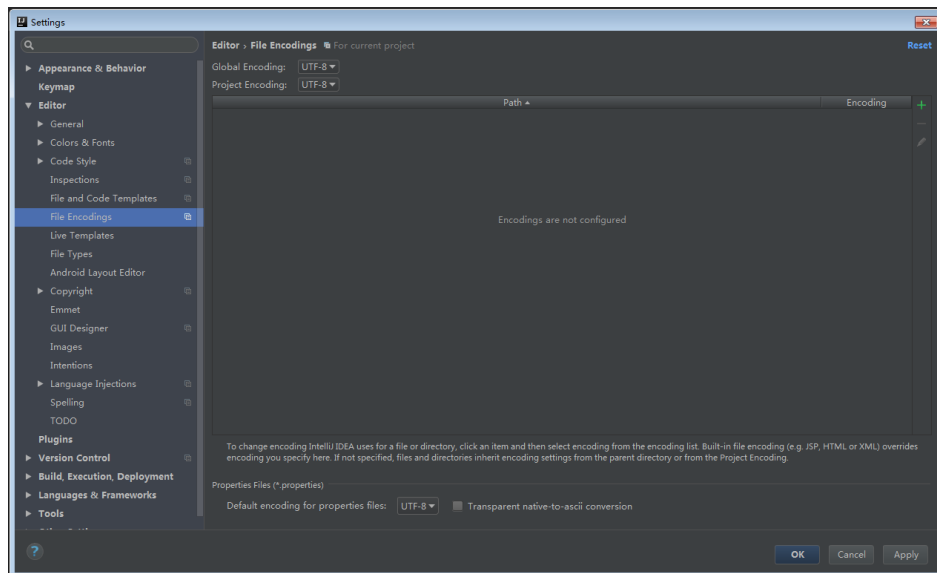 Settings
Editor › File Encodings For current project
Reset
Appearance & Behavior
Keymap
Editor
General
Colors & Fonts
Code Style
Inspections
File and Code Templates
File Encodings
Live Templates
File Types
Android Layout Editor
Copyright
Emmet
GUI Designer
Images
Intentions
Language Injections
Spelling
TODO
Plugins
Version Control
Build, Execution, Deployment
Languages & Frameworks
Tools
Global Encoding: UTF-8
Project Encoding: UTF-8
Path Encoding
Encodings are not configured
To change encoding IntelliJ IDEA uses for a file or directory, click an item and then select encoding from the encoding list. Built-in file encoding (e.g. JSP, HTML or XML) overrides
encoding you specify here. If not specified, files and directories inherit encoding settings from the parent directory or from the Project Encoding.
Properties Files (*.properties)
Default encoding for properties files: UTF-8 Transparent native-to-ascii conversion
?
OK Cancel Apply